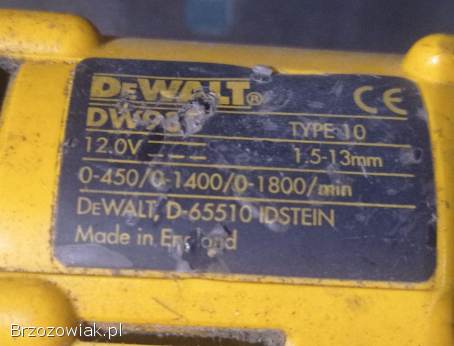 DEWALT®
CE
TYPE 10
12.0V
1.5-13mm
0-450/0-1400/0-1800/min
DEWALT, D-65510 IDSTEIN
Made in England
Brzozowiak.pl